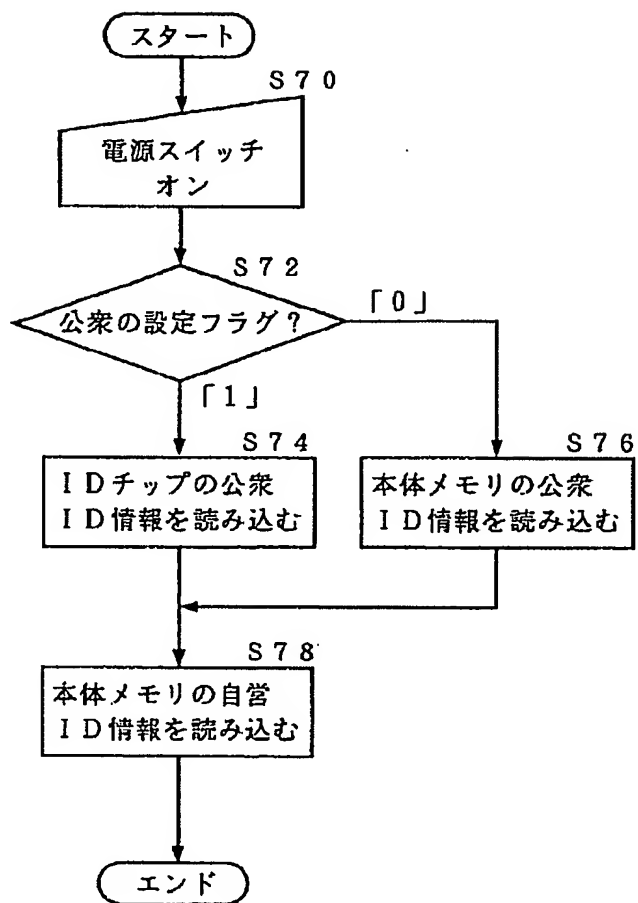 スタート
S70
電源スイッチ
オン
S72
公衆の設定フラグ?
「0」
「1」
S74
IDチップの公衆
ID情報を読み込む
S76
本体メモリの公衆
ID情報を読み込む
S78
本体メモリの自営
ID情報を読み込む
エンド